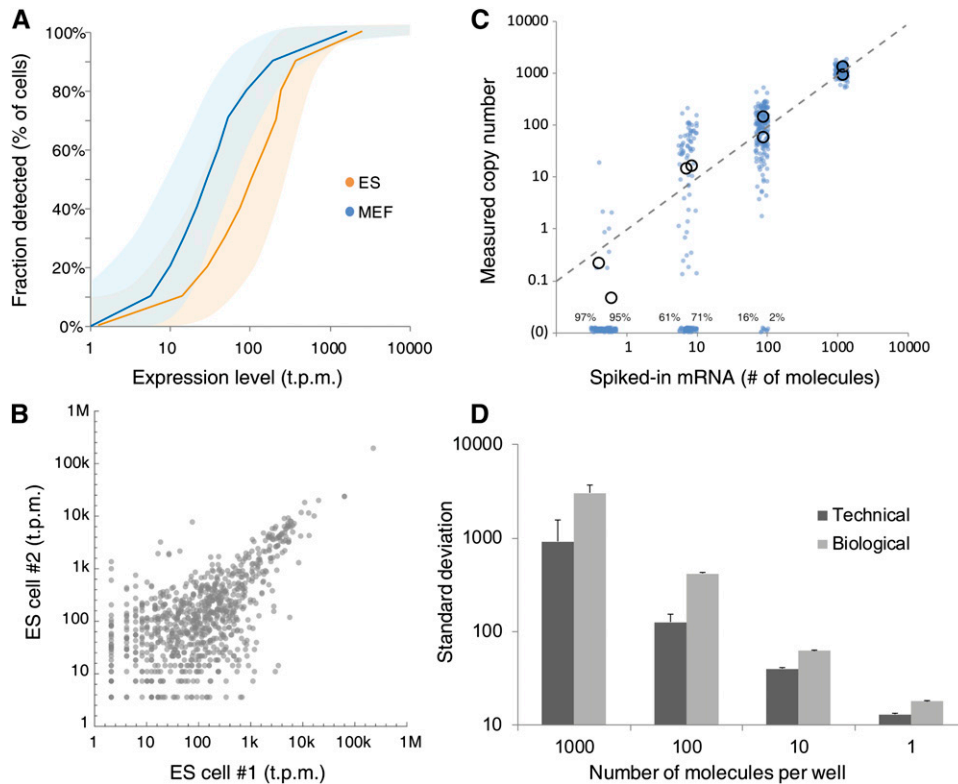 A
100%
80%
60%
40%
20%
0%
Fraction detected (% of cells)
ES
MEF
1
10
100
1000
10000
Expression level (t.p.m.)
B
1M
100k
10k
1k
100
10
1
ES cell #2 (t.p.m.)
1
10
100
1k
10k
100k
1M
ES cell #1 (t.p.m.)
C
10000
1000
100
10
1
0.1
(0)
Measured copy number
97%
95%
61%
71%
16%
2%
1
10
100
1000
10000
Spiked-in mRNA (# of molecules)
D
10000
1000
100
10
Standard deviation
Technical
Biological
1000
100
10
1
Number of molecules per well